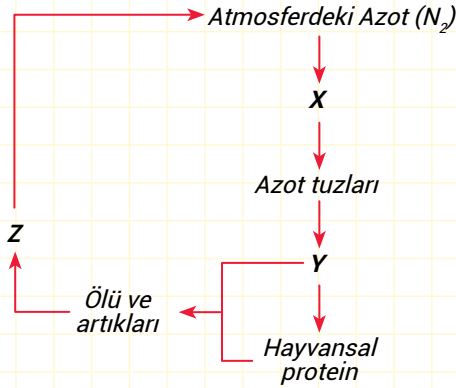 Atmosferdeki Azot (N₂)
X
Azot tuzları
Y
Hayvansal
protein
Ölü ve
artıkları
Z